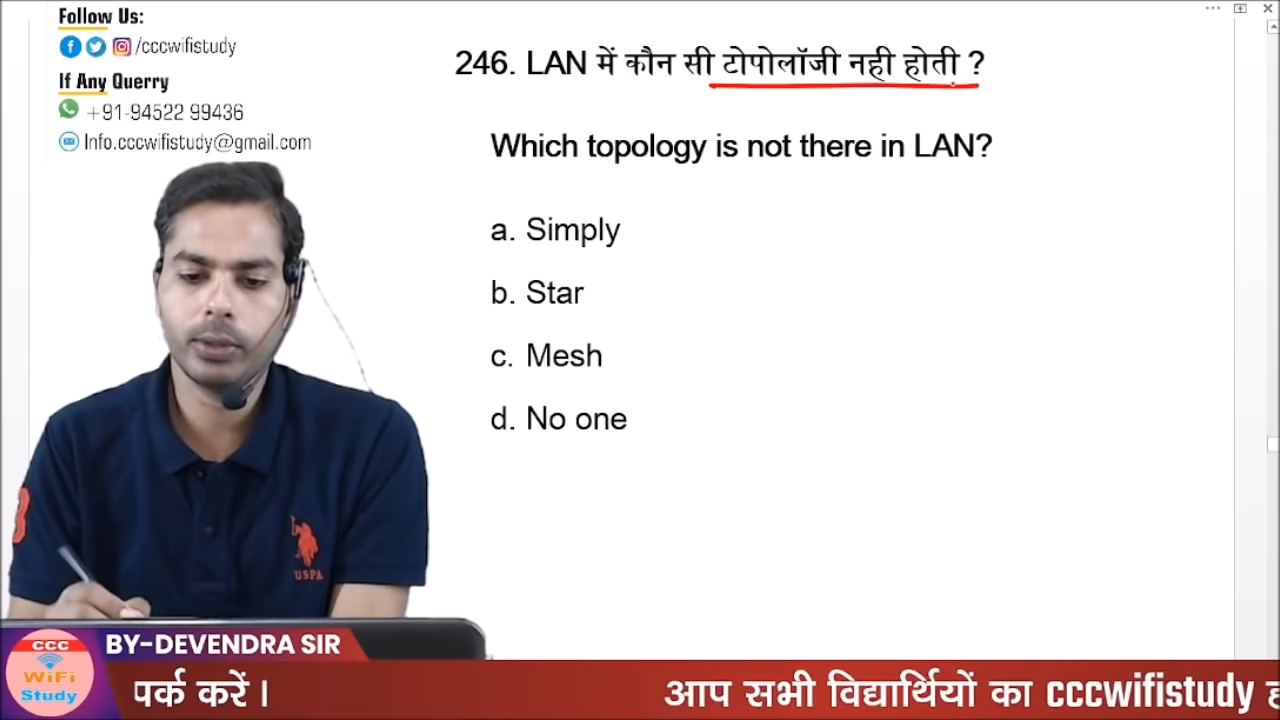 Follow Us:
/cccwifistudy
If Any Querry
+91-94522 99436
Info.cccwifistudy@gmail.com
246. LAN में कौन सी टोपोलॉजी नही होती ?
Which topology is not there in LAN?
a. Simply
b. Star
c. Mesh
d. No one
3
USPA
CCC
WiFi
Study
BY-DEVENDRA SIR
पर्क करें ।
आप सभी विद्यार्थियों का cccwifistudy